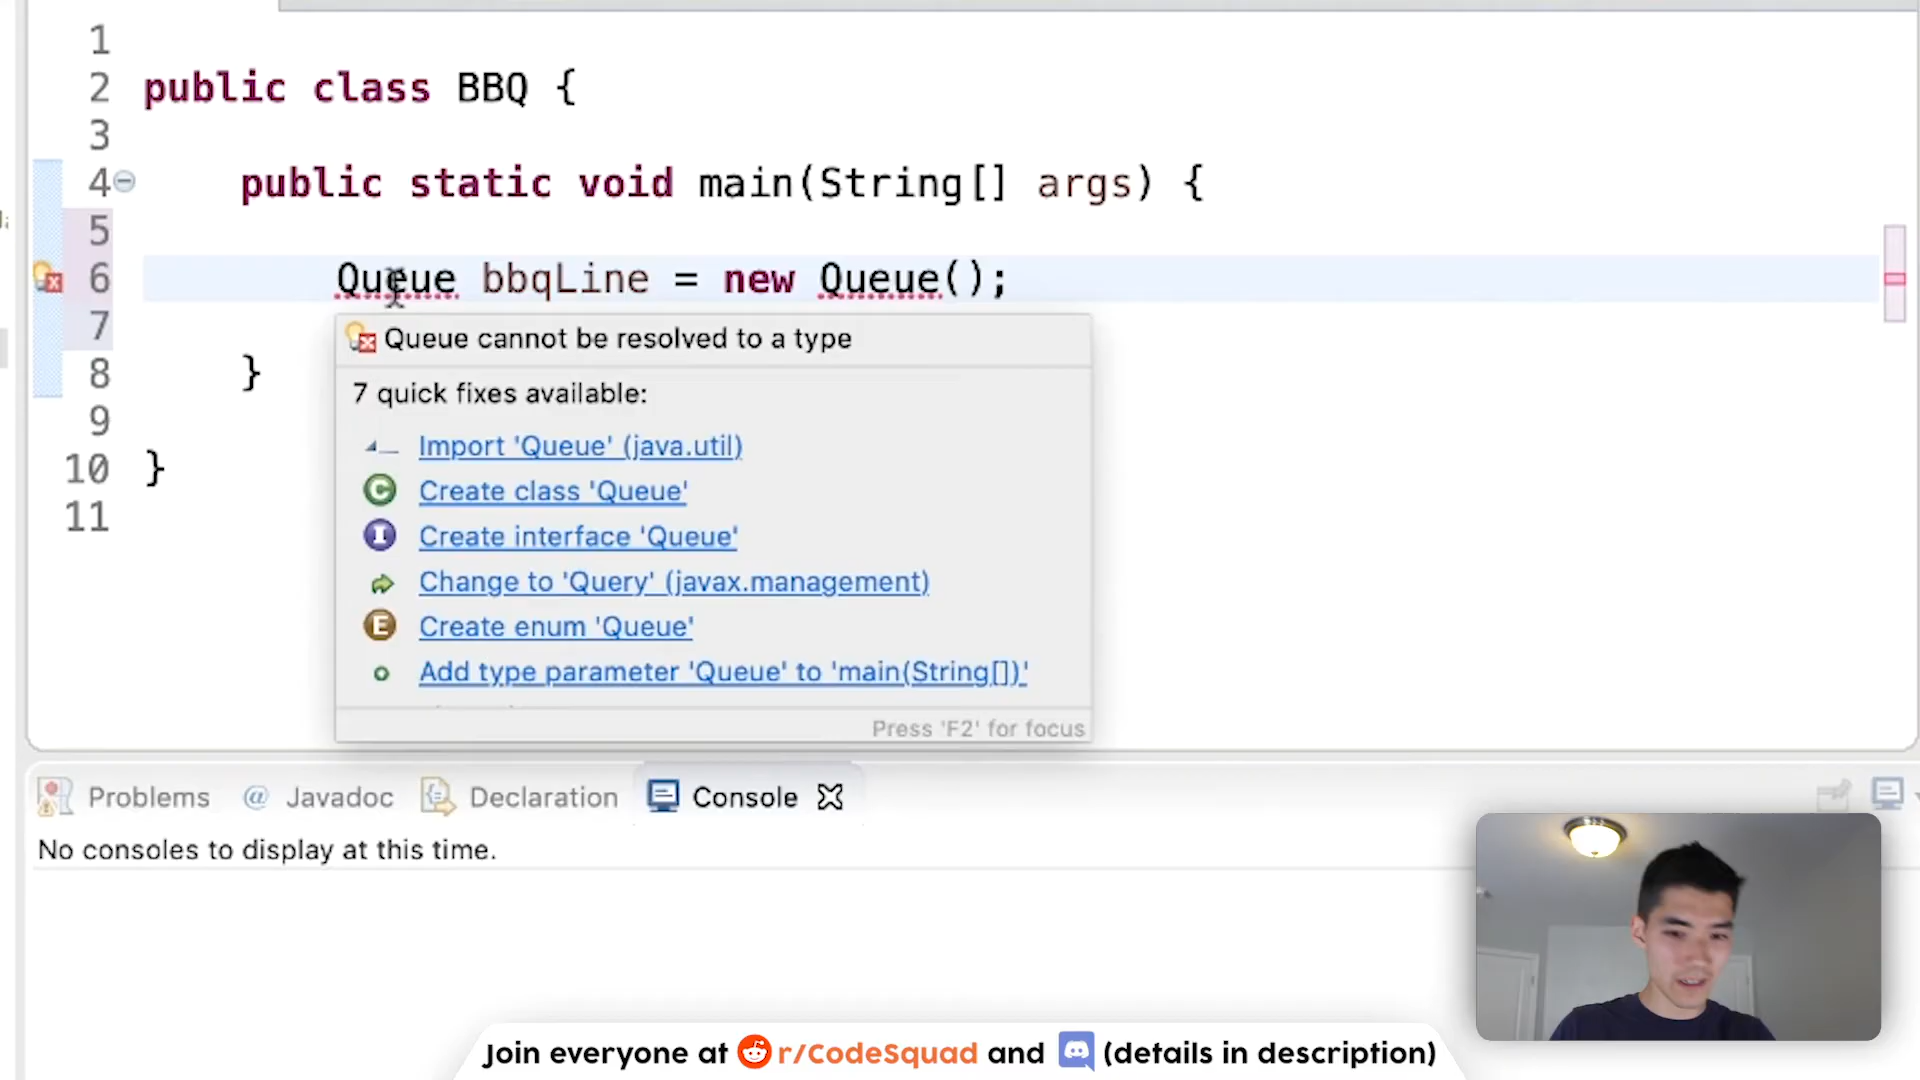 1
2 public class BBQ {
3
4 public static void main(String[] args) {
5
6 Queue bbqLine = new Queue();
7
8 }
9
10 }
11
Queue cannot be resolved to a type
7 quick fixes available:
Import 'Queue' (java.util)
Create class 'Queue'
Create interface 'Queue'
Change to 'Query' (javax.management)
Create enum 'Queue'
Add type parameter 'Queue' to 'main(String[])'
Press 'F2' for focus
Problems @ Javadoc Declaration Console
No consoles to display at this time.
Join everyone at r/CodeSquad and (details in description)